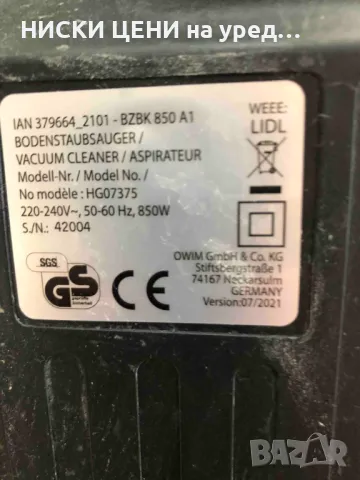 НИСКИ ЦЕНИ на уред...
IAN 379664_2101 - BZBK 850 A1
BODENSTAUBSAUGER /
VACUUM CLEANER / ASPIRATEUR
Modell-Nr. / Model No. /
No modèle : HG07375
220-240V~, 50-60 Hz, 850W
S./N.: 42004
WEEE:
LIDL
OWIM GmbH & Co. KG
Stiftsbergstraße 1
74167 Neckarsulm
GERMANY
Version:07/2021
SGS
GS
geprüfte
Sicherheit
CE
BAZAR